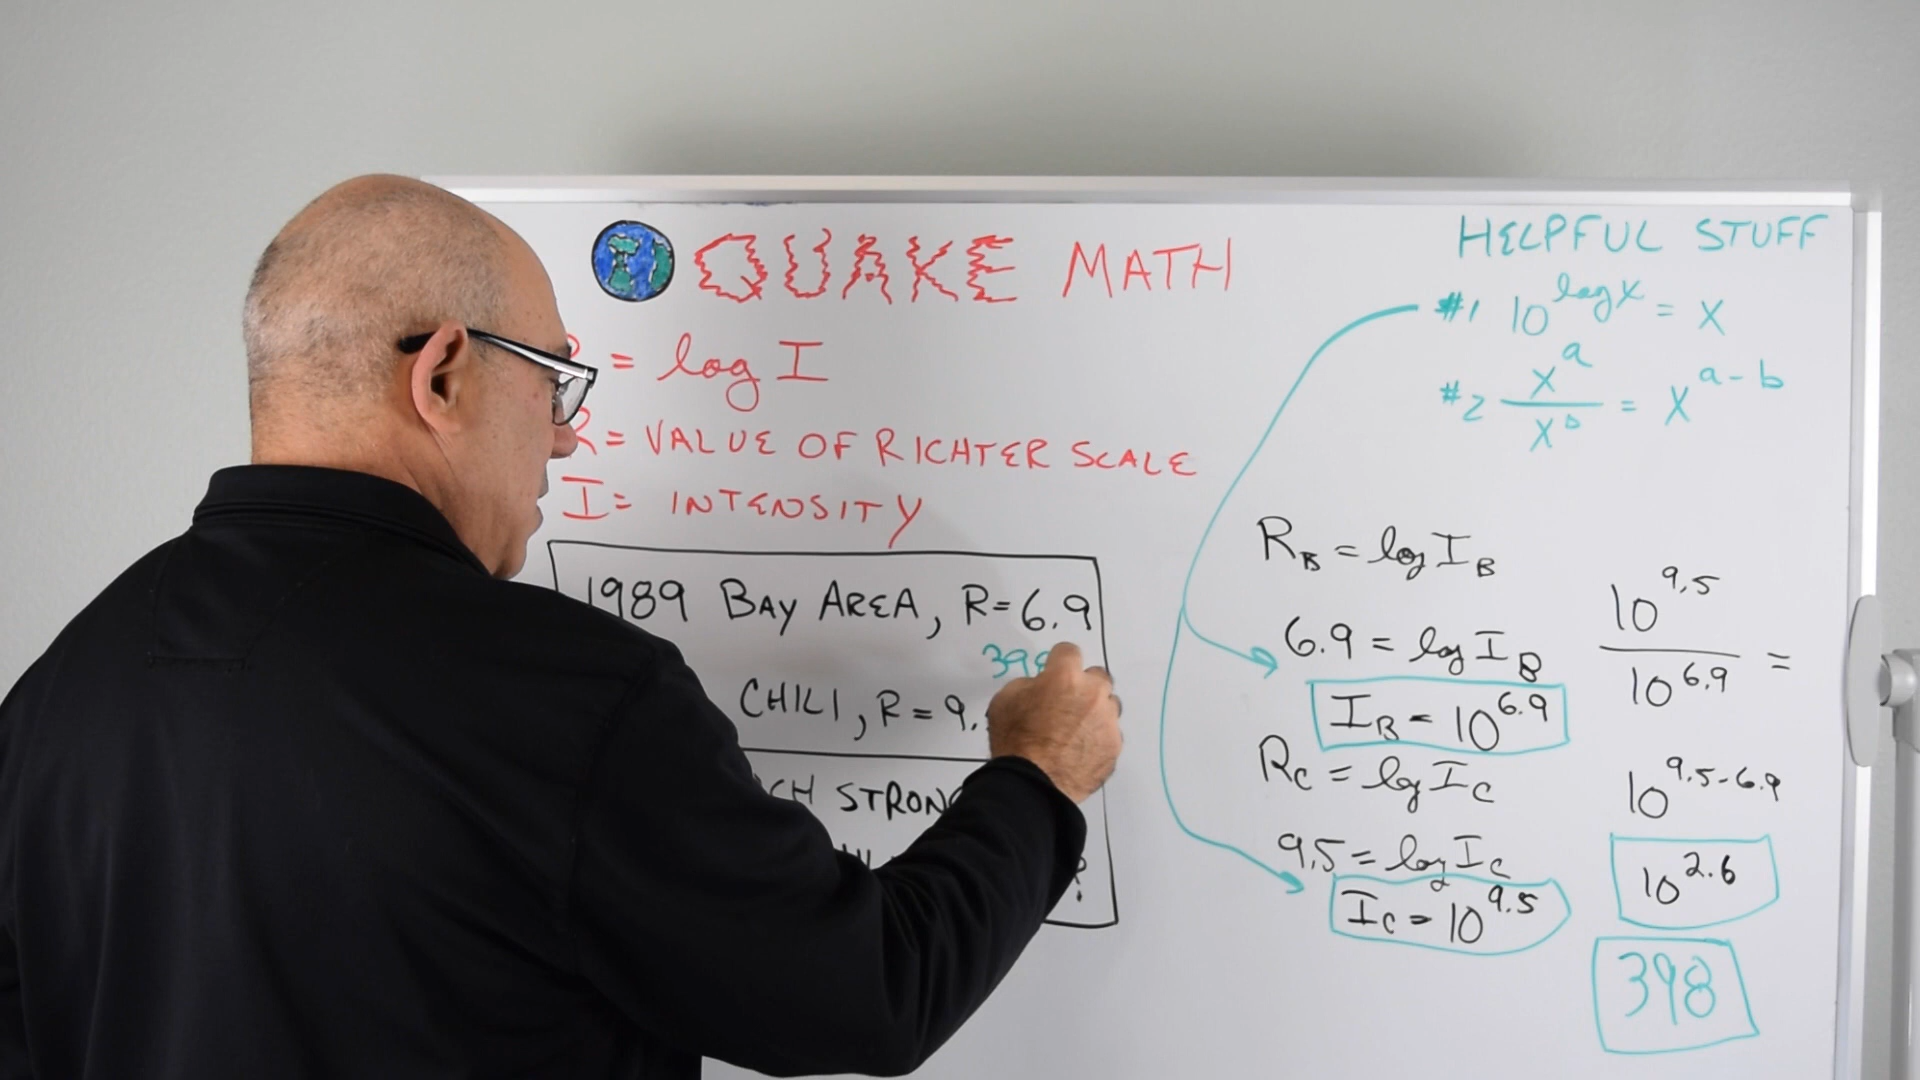 QUAKE MATH
= log I
R = VALUE OF RICHTER SCALE
I = INTENSITY
1989 BAY AREA, R = 6.9
398
CHILI, R = 9.
STRONG
?
HELPFUL STUFF
#1 10^log x = x
#2 x^a / x^b = x^a - b
R_B = log I_B
6.9 = log I_B
I_B = 10^6.9
R_C = log I_C
9.5 = log I_C
I_C = 10^9.5
10^9.5 / 10^6.9 =
10^9.5-6.9
10^2.6
398